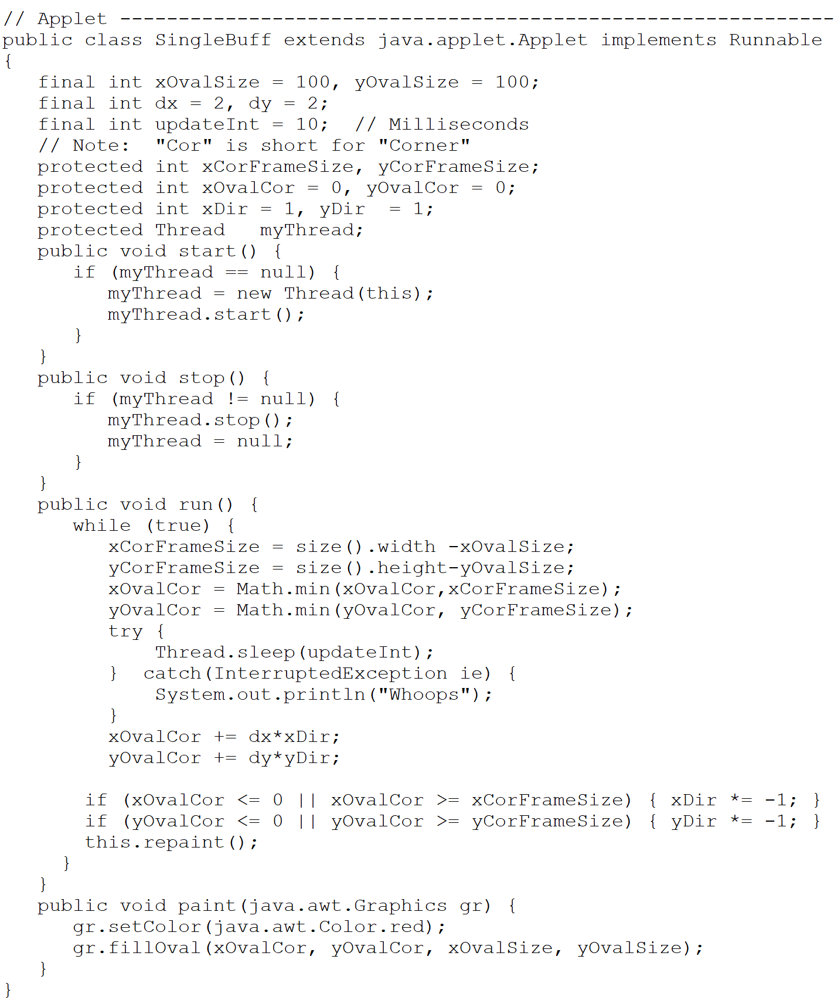 // Applet -------------------------------------------------------------
public class SingleBuff extends java.applet.Applet implements Runnable
{
   final int xOvalSize = 100, yOvalSize = 100;
   final int dx = 2, dy = 2;
   final int updateInt = 10;  // Milliseconds
   // Note:  "Cor" is short for "Corner"
   protected int xCorFrameSize, yCorFrameSize;
   protected int xOvalCor = 0, yOvalCor = 0;
   protected int xDir = 1, yDir  = 1;
   protected Thread   myThread;
   public void start() {
      if (myThread == null) {
         myThread = new Thread(this);
         myThread.start();
      }
   }
   public void stop() {
      if (myThread != null) {
         myThread.stop();
         myThread = null;
      }
   }
   public void run() {
      while (true) {
         xCorFrameSize = size().width -xOvalSize;
         yCorFrameSize = size().height-yOvalSize;
         xOvalCor = Math.min(xOvalCor,xCorFrameSize);
         yOvalCor = Math.min(yOvalCor, yCorFrameSize);
         try {
             Thread.sleep(updateInt);
         }  catch(InterruptedException ie) {
             System.out.println("Whoops");
         }
         xOvalCor += dx*xDir;
         yOvalCor += dy*yDir;

       if (xOvalCor <= 0 || xOvalCor >= xCorFrameSize) { xDir *= -1; }
       if (yOvalCor <= 0 || yOvalCor >= yCorFrameSize) { yDir *= -1; }
       this.repaint();
     }
   }
   public void paint(java.awt.Graphics gr) {
      gr.setColor(java.awt.Color.red);
      gr.fillOval(xOvalCor, yOvalCor, xOvalSize, yOvalSize);
   }
}